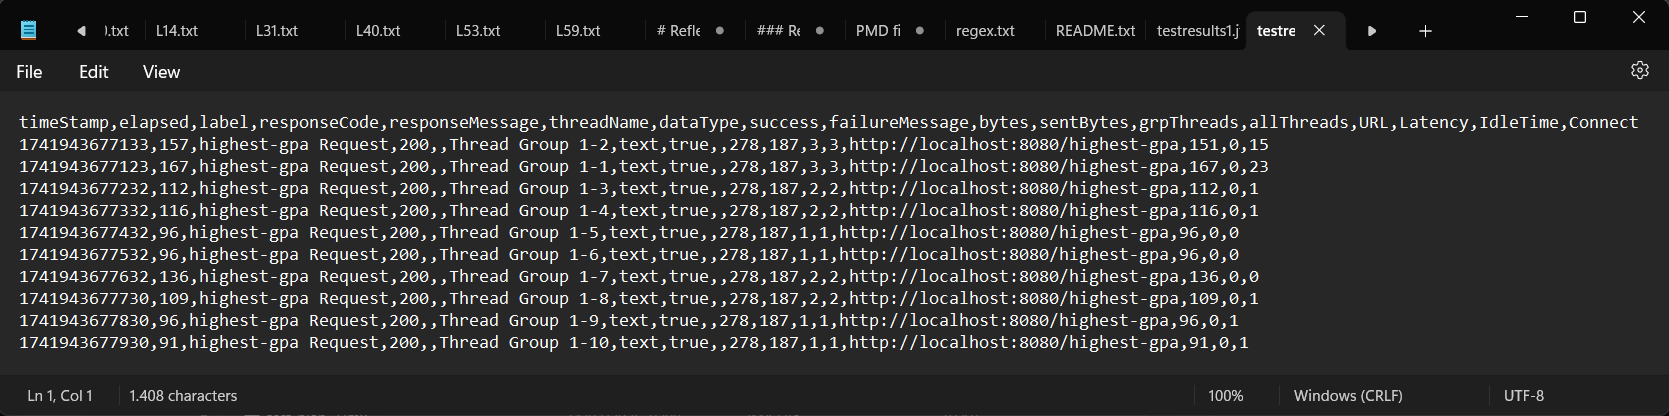 ).txt L14.txt L31.txt L40.txt L53.txt L59.txt # Refle ### Re PMD fi regex.txt README.txt testresults1.j testre
File Edit View
timeStamp,elapsed,label,responseCode,responseMessage,threadName,dataType,success,failureMessage,bytes,sentBytes,grpThreads,allThreads,URL,Latency,IdleTime,Connect
1741943677133,157,highest-gpa Request,200,,Thread Group 1-2,text,true,,278,187,3,3,http://localhost:8080/highest-gpa,151,0,15
1741943677123,167,highest-gpa Request,200,,Thread Group 1-1,text,true,,278,187,3,3,http://localhost:8080/highest-gpa,167,0,23
1741943677232,112,highest-gpa Request,200,,Thread Group 1-3,text,true,,278,187,2,2,http://localhost:8080/highest-gpa,112,0,1
1741943677332,116,highest-gpa Request,200,,Thread Group 1-4,text,true,,278,187,2,2,http://localhost:8080/highest-gpa,116,0,1
1741943677432,96,highest-gpa Request,200,,Thread Group 1-5,text,true,,278,187,1,1,http://localhost:8080/highest-gpa,96,0,0
1741943677532,96,highest-gpa Request,200,,Thread Group 1-6,text,true,,278,187,1,1,http://localhost:8080/highest-gpa,96,0,0
1741943677632,136,highest-gpa Request,200,,Thread Group 1-7,text,true,,278,187,2,2,http://localhost:8080/highest-gpa,136,0,0
1741943677730,109,highest-gpa Request,200,,Thread Group 1-8,text,true,,278,187,2,2,http://localhost:8080/highest-gpa,109,0,1
1741943677830,96,highest-gpa Request,200,,Thread Group 1-9,text,true,,278,187,1,1,http://localhost:8080/highest-gpa,96,0,1
1741943677930,91,highest-gpa Request,200,,Thread Group 1-10,text,true,,278,187,1,1,http://localhost:8080/highest-gpa,91,0,1
Ln 1, Col 1 1.408 characters 100% Windows (CRLF) UTF-8